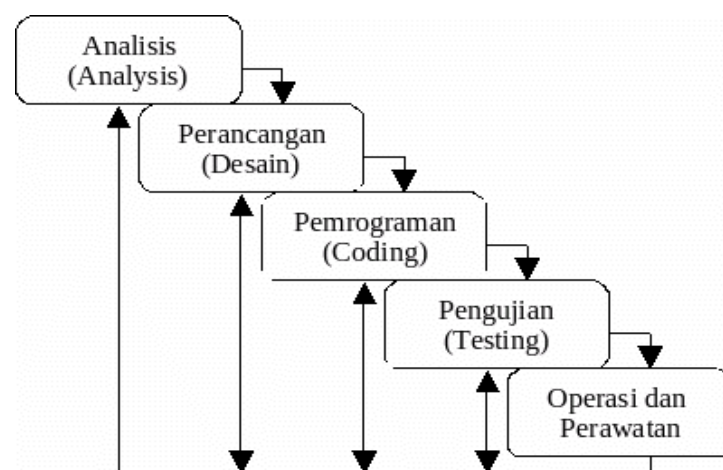 Analisis
(Analysis)
Perancangan
(Desain)
Pemrograman
(Coding)
Pengujian
(Testing)
Operasi dan
Perawatan